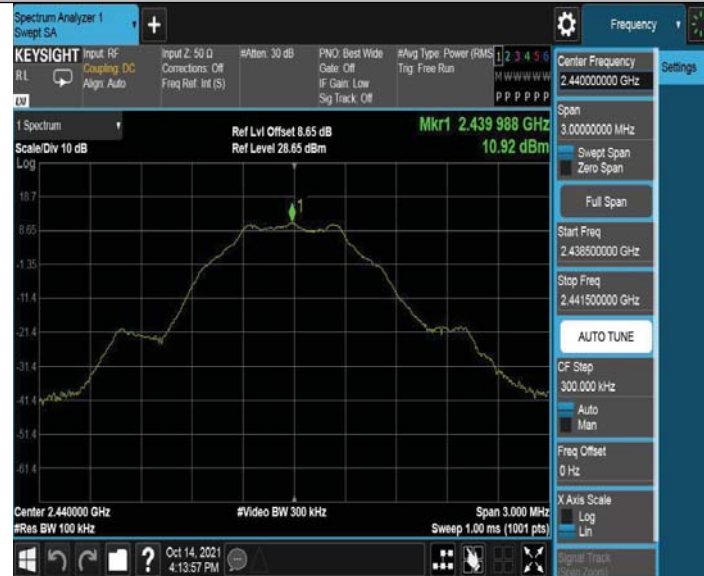 Spectrum Analyzer 1
Swept SA
+
Frequency
KEYSIGHT
RL
LXI
Input: RF
Coupling: DC
Align: Auto
Input Z: 50 Ω
Corrections: Off
Freq Ref: Int (S)
#Atten: 30 dB
PNO: Best Wide
Gate: Off
IF Gain: Low
Sig Track: Off
#Avg Type: Power (RMS
Trig: Free Run
1 2 3 4 5 6
M W W W W W
P P P P P P
1 Spectrum
Scale/Div 10 dB
Log
Ref Lvl Offset 8.65 dB
Ref Level 28.65 dBm
Mkr1 2.439 988 GHz
10.92 dBm
1
18.7
8.65
-1.35
-11.4
-21.4
-31.4
-41.4
-51.4
-61.4
Center 2.440000 GHz
#Res BW 100 kHz
#Video BW 300 kHz
Span 3.000 MHz
Sweep 1.00 ms (1001 pts)
?
Oct 14, 2021
4:13:57 PM
Center Frequency
2.440000000 GHz
Span
3.00000000 MHz
Swept Span
Zero Span
Full Span
Start Freq
2.438500000 GHz
Stop Freq
2.441500000 GHz
AUTO TUNE
CF Step
300.000 kHz
Auto
Man
Freq Offset
0 Hz
X Axis Scale
Log
Lin
Signal Track
(Span Zoom)
Settings